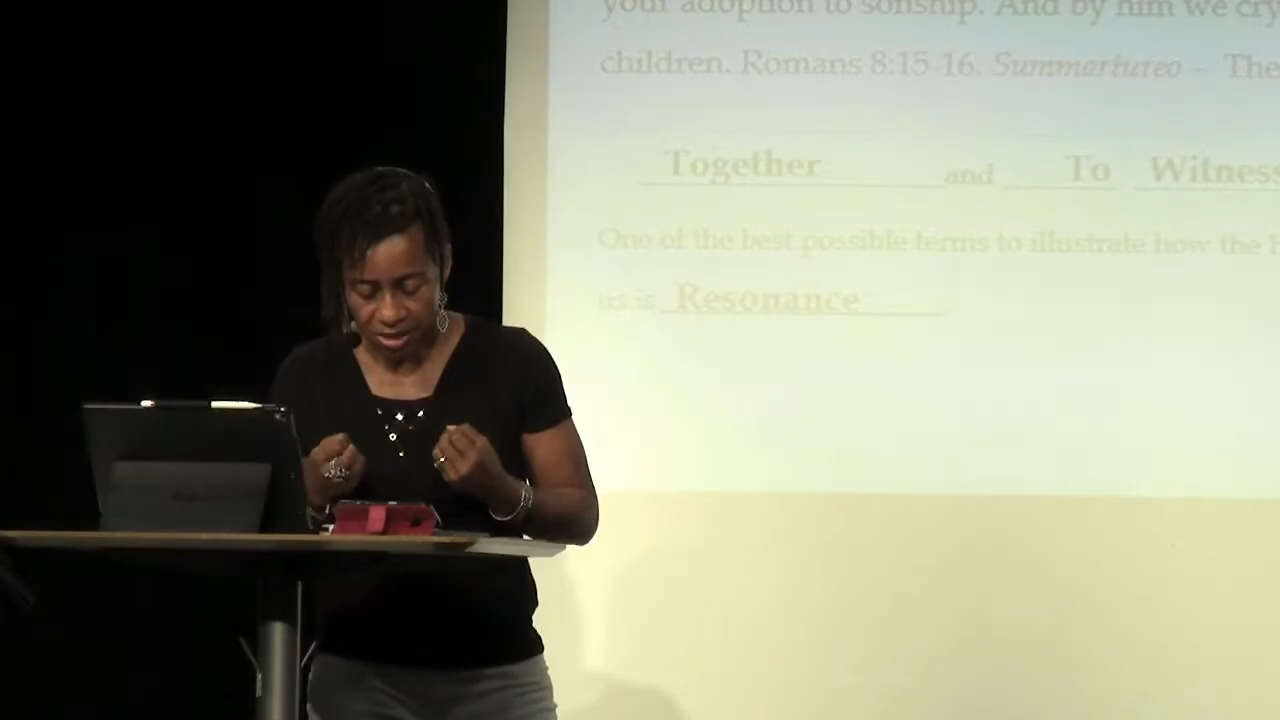 your adoption to sonship. And by him we cry
children. Romans 8:15-16. Summartureo – The
Together and To Witness
One of the best possible terms to illustrate how the
us is Resonance